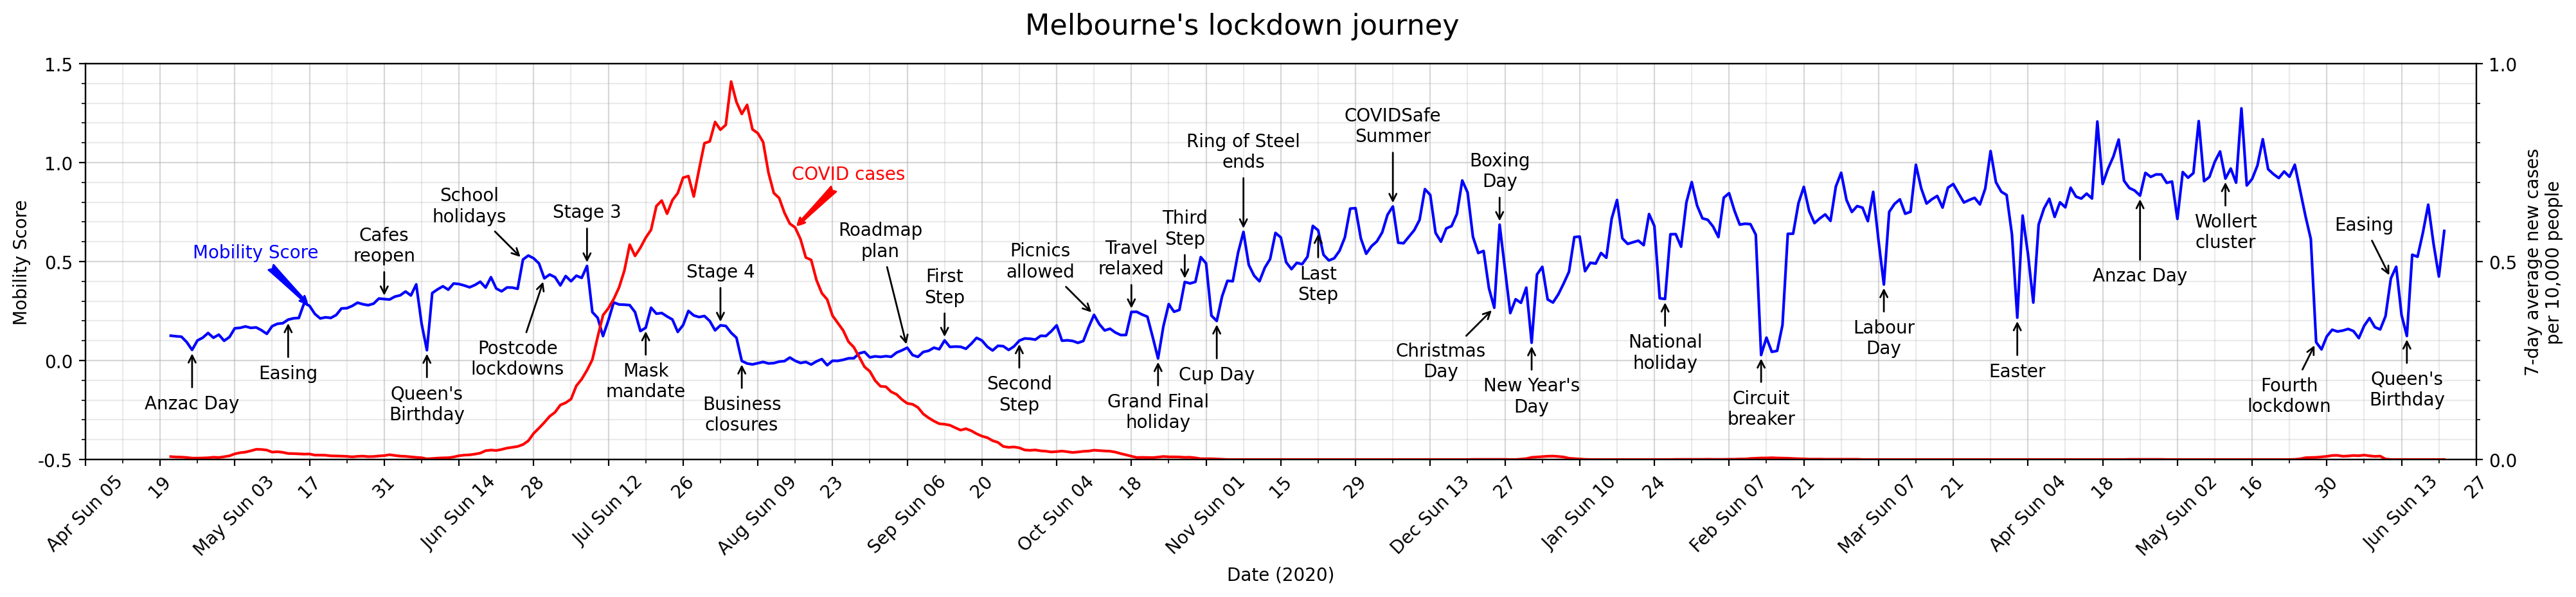 Melbourne's lockdown journey
1.5
1.0
0.5
0.0
-0.5
Mobility Score
1.0
0.5
0.0
7-day average new cases
per 10,000 people
Mobility Score
COVID cases
Anzac Day
Easing
Cafes
reopen
Queen's
Birthday
School
holidays
Postcode
lockdowns
Stage 3
Mask
mandate
Stage 4
Business
closures
Roadmap
plan
First
Step
Second
Step
Picnics
allowed
Travel
relaxed
Grand Final
holiday
Third
Step
Cup Day
Ring of Steel
ends
Last
Step
COVIDSafe
Summer
Christmas
Day
Boxing
Day
New Year's
Day
National
holiday
Circuit
breaker
Labour
Day
Easter
Anzac Day
Wollert
cluster
Fourth
lockdown
Easing
Queen's
Birthday
Apr Sun 05
19
May Sun 03
17
31
Jun Sun 14
28
Jul Sun 12
26
Aug Sun 09
23
Sep Sun 06
20
Oct Sun 04
18
Nov Sun 01
15
29
Dec Sun 13
27
Jan Sun 10
24
Feb Sun 07
21
Mar Sun 07
21
Apr Sun 04
18
May Sun 02
16
30
Jun Sun 13
27
Date (2020)